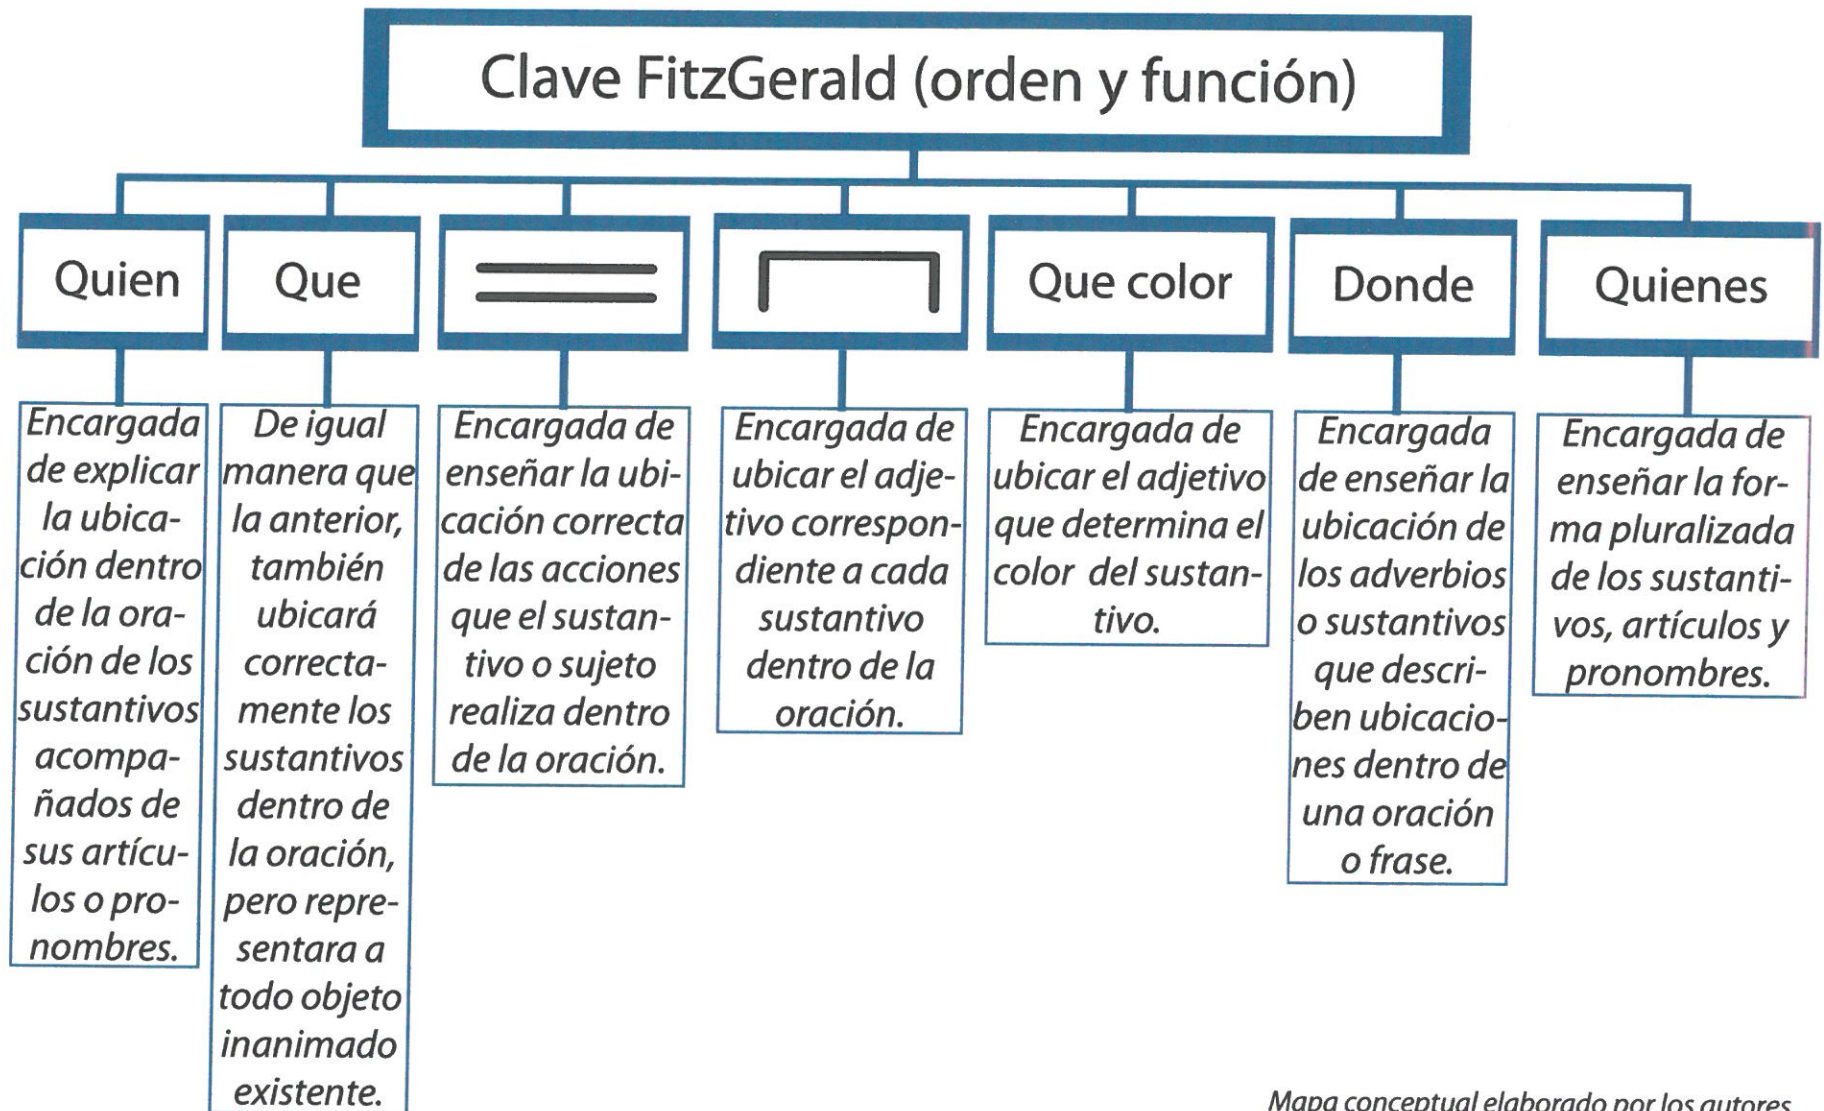 Clave FitzGerald (orden y función)
Quien
Que
Que color
Donde
Quienes
Encargada
de explicar
la ubica-
ción dentro
de la ora-
ción de los
sustantivos
acompa-
ñados de
sus artícu-
los o pro-
nombres.
De igual
manera que
la anterior,
también
ubicará
correcta-
mente los
sustantivos
dentro de
la oración,
pero repre-
sentara a
todo objeto
inanimado
existente.
Encargada de
enseñar la ubi-
cación correcta
de las acciones
que el sustan-
tivo o sujeto
realiza dentro
de la oración.
Encargada de
ubicar el adje-
tivo correspon-
diente a cada
sustantivo
dentro de la
oración.
Encargada de
ubicar el adjetivo
que determina el
color del sustan-
tivo.
Encargada
de enseñar la
ubicación de
los adverbios
o sustantivos
que descri-
ben ubicacio-
nes dentro de
una oración
o frase.
Encargada de
enseñar la for-
ma pluralizada
de los sustanti-
vos, artículos y
pronombres.
Mapa conceptual elaborado por los autores